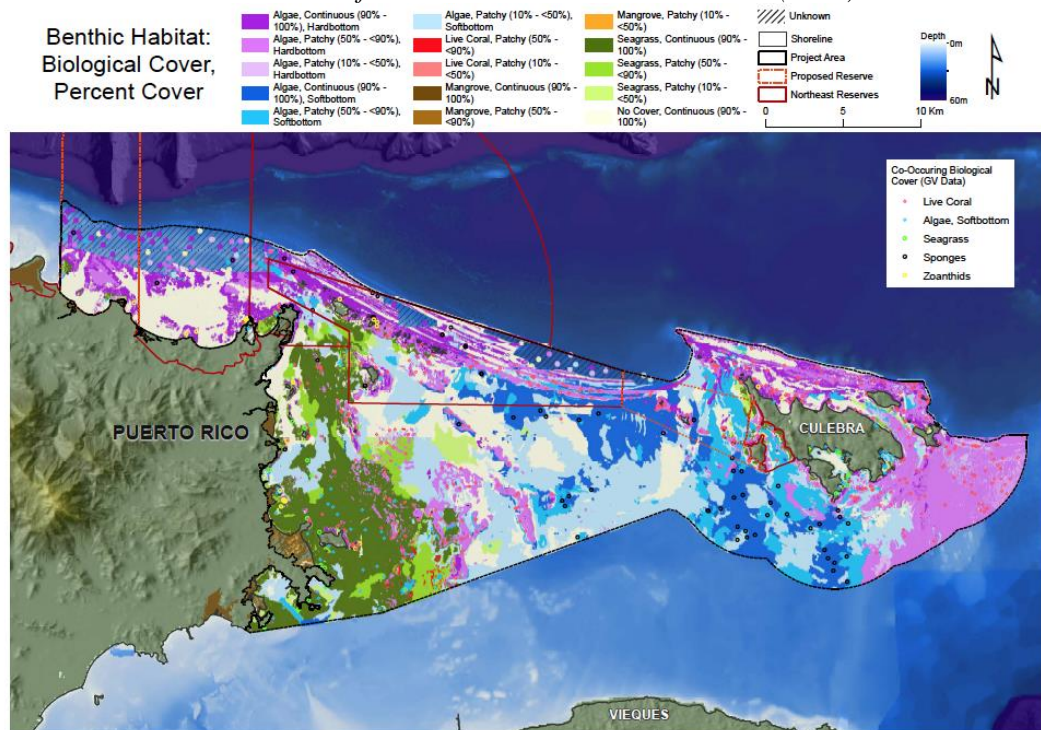 Benthic Habitat:
Biological Cover,
Percent Cover
Algae, Continuous (90% -
100%), Hardbottom
Algae, Patchy (50% - <90%),
Hardbottom
Algae, Patchy (10% - <50%),
Hardbottom
Algae, Continuous (90% -
100%), Softbottom
Algae, Patchy (50% - <90%),
Softbottom
Algae, Patchy (10% - <50%),
Softbottom
Live Coral, Patchy (50% -
<90%)
Live Coral, Patchy (10% -
<50%)
Mangrove, Continuous (90% -
100%)
Mangrove, Patchy (50% -
<90%)
Mangrove, Patchy (10% -
<50%)
Seagrass, Continuous (90% -
100%)
Seagrass, Patchy (50% -
<90%)
Seagrass, Patchy (10% -
<50%)
No Cover, Continuous (90% -
100%)
Unknown
Shoreline
Project Area
Proposed Reserve
Northeast Reserves
0 5 10 Km
Depth
0m
60m
N
Co-Occuring Biological
Cover (GV Data)
Live Coral
Algae, Softbottom
Seagrass
Sponges
Zoanthids
PUERTO RICO
CULEBRA
VIEQUES